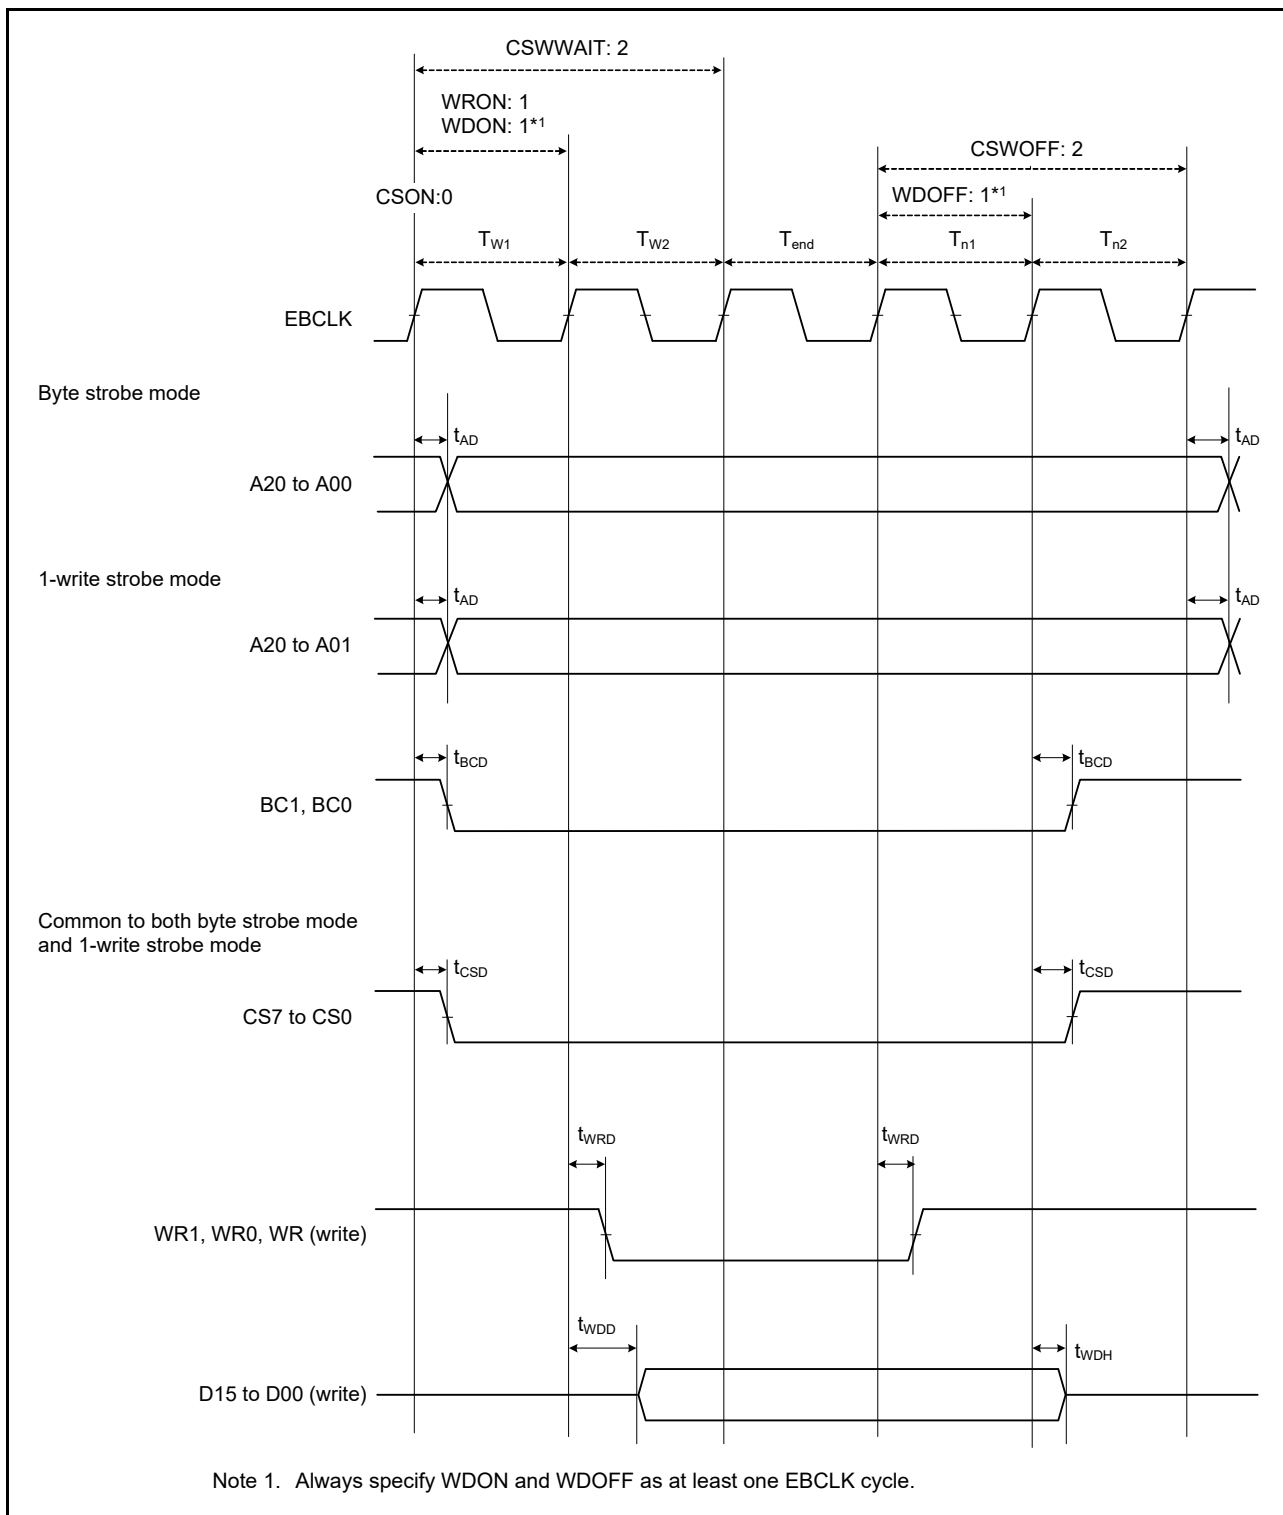 CSWWAIT: 2
WRON: 1
WDON: 1*1
CSWOFF: 2
CSON:0
WDOFF: 1*1
TW1
TW2
Tend
Tn1
Tn2
EBCLK
Byte strobe mode
tAD
tAD
A20 to A00
1-write strobe mode
tAD
tAD
A20 to A01
tBCD
tBCD
BC1, BC0
Common to both byte strobe mode
and 1-write strobe mode
tCSD
tCSD
CS7 to CS0
tWRD
tWRD
WR1, WR0, WR (write)
tWDD
tWDH
D15 to D00 (write)
Note 1. Always specify WDON and WDOFF as at least one EBCLK cycle.